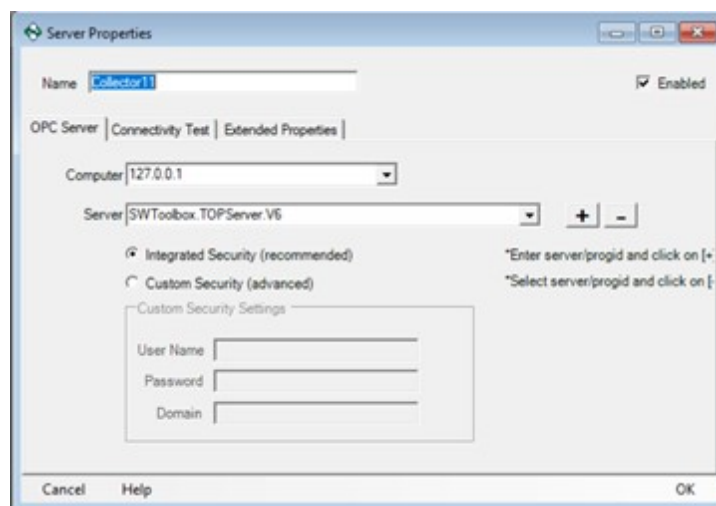 Server Properties
Name Collector11 Enabled
OPC Server Connectivity Test Extended Properties
Computer 127.0.0.1
Server SWToolbox.TOPServer.V6 + -
Integrated Security (recommended) *Enter server/progid and click on [+
Custom Security (advanced) *Select server/progid and click on [-
Custom Security Settings
User Name
Password
Domain
Cancel Help OK